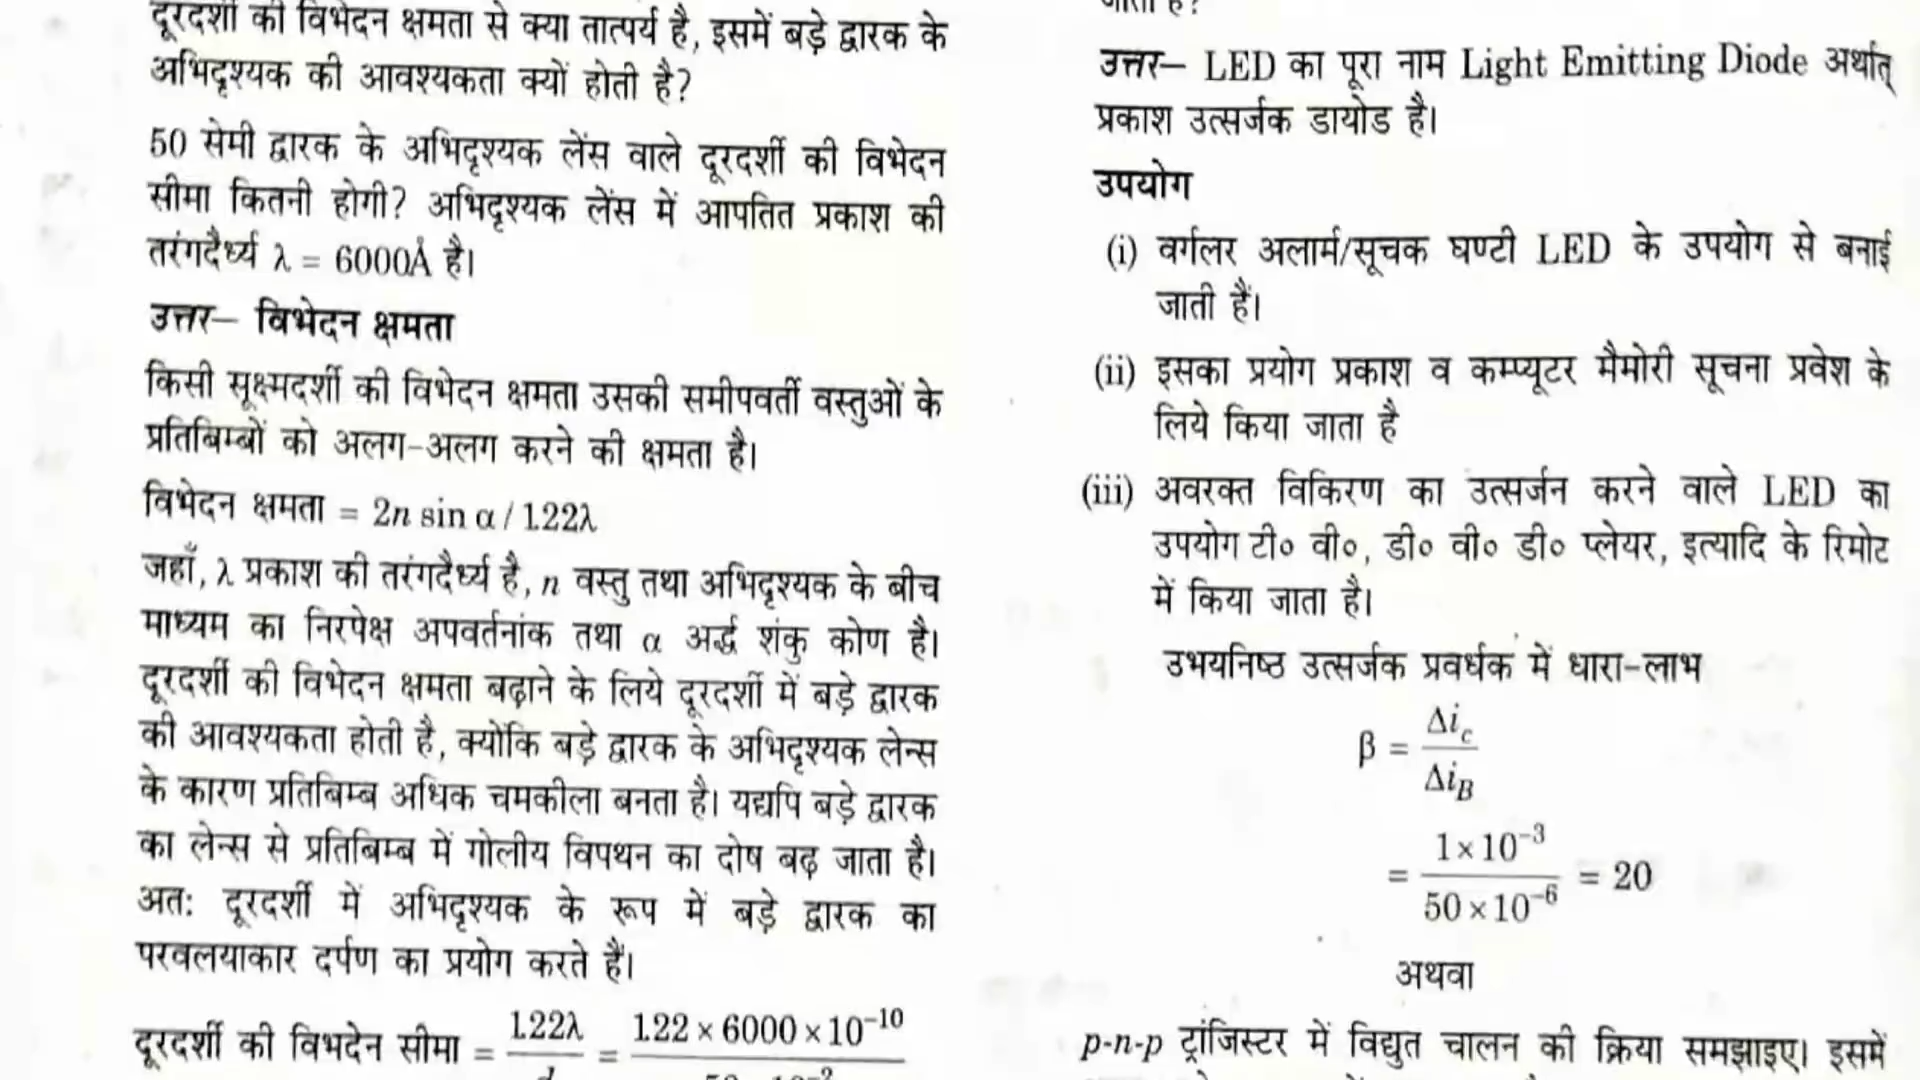 दूरदर्शी की विभेदन क्षमता से क्या तात्पर्य है, इसमें बड़े द्वारक के
अभिदृश्यक की आवश्यकता क्यों होती है?
50 सेमी द्वारक के अभिदृश्यक लेंस वाले दूरदर्शी की विभेदन
सीमा कितनी होगी? अभिदृश्यक लेंस में आपतित प्रकाश की
तरंगदैर्ध्य λ = 6000Å है।
उत्तर– विभेदन क्षमता
किसी सूक्ष्मदर्शी की विभेदन क्षमता उसकी समीपवर्ती वस्तुओं के
प्रतिबिम्बों को अलग-अलग करने की क्षमता है।
विभेदन क्षमता = 2n sin α / 1.22λ
जहाँ, λ प्रकाश की तरंगदैर्ध्य है, n वस्तु तथा अभिदृश्यक के बीच
माध्यम का निरपेक्ष अपवर्तनांक तथा α अर्द्ध शंकु कोण है।
दूरदर्शी की विभेदन क्षमता बढ़ाने के लिये दूरदर्शी में बड़े द्वारक
की आवश्यकता होती है, क्योंकि बड़े द्वारक के अभिदृश्यक लेन्स
के कारण प्रतिबिम्ब अधिक चमकीला बनता है। यद्यपि बड़े द्वारक
का लेन्स से प्रतिबिम्ब में गोलीय विपथन का दोष बढ़ जाता है।
अत: दूरदर्शी में अभिदृश्यक के रूप में बड़े द्वारक का
परवलयाकार दर्पण का प्रयोग करते हैं।
दूरदर्शी की विभदेन सीमा = 1.22λ / d = 1.22 × 6000 × 10⁻¹⁰
उत्तर– LED का पूरा नाम Light Emitting Diode अर्थात्
प्रकाश उत्सर्जक डायोड है।
उपयोग
(i) वर्गलर अलार्म/सूचक घण्टी LED के उपयोग से बनाई
जाती हैं।
(ii) इसका प्रयोग प्रकाश व कम्प्यूटर मैमोरी सूचना प्रवेश के
लिये किया जाता है
(iii) अवरक्त विकिरण का उत्सर्जन करने वाले LED का
उपयोग टी० वी०, डी० वी० डी० प्लेयर, इत्यादि के रिमोट
में किया जाता है।
उभयनिष्ठ उत्सर्जक प्रवर्धक में धारा-लाभ
β = Δi_c / Δi_B
= 1×10⁻³ / 50×10⁻⁶ = 20
अथवा
p-n-p ट्रांजिस्टर में विद्युत चालन की क्रिया समझाइए। इसमें